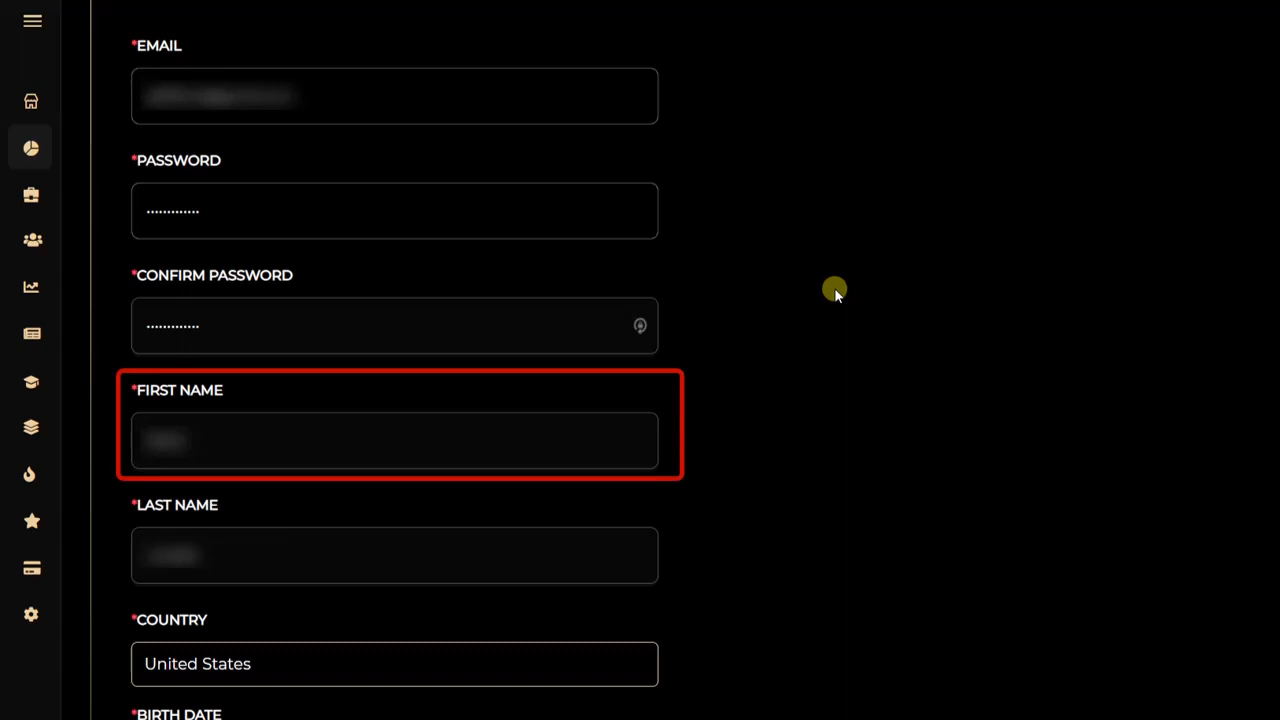 *EMAIL
*PASSWORD
•••••••••••••
*CONFIRM PASSWORD
•••••••••••••
*FIRST NAME
*LAST NAME
*COUNTRY
United States
*BIRTH DATE